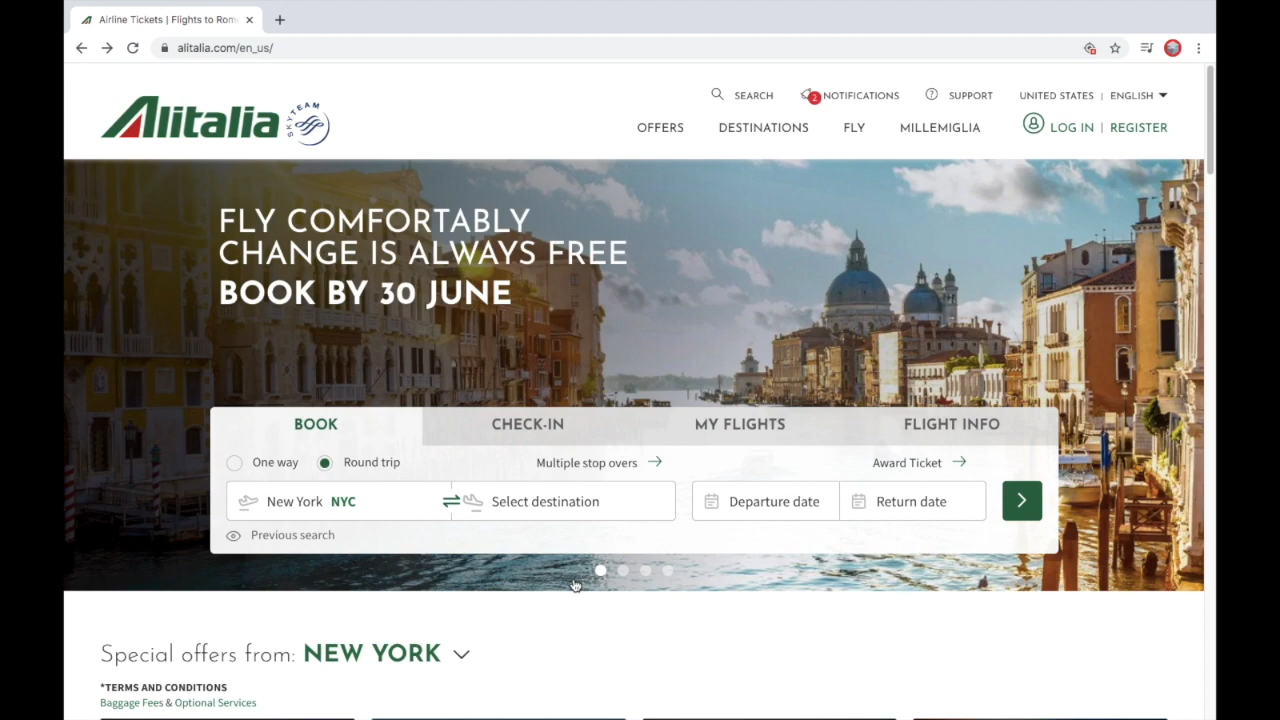 Airline Tickets | Flights to Rom
alitalia.com/en_us/
Alitalia
SKYTEAM
SEARCH
2 NOTIFICATIONS
SUPPORT
UNITED STATES | ENGLISH
OFFERS
DESTINATIONS
FLY
MILLEMIGLIA
LOG IN | REGISTER
FLY COMFORTABLY
CHANGE IS ALWAYS FREE
BOOK BY 30 JUNE
BOOK
CHECK-IN
MY FLIGHTS
FLIGHT INFO
One way
Round trip
Multiple stop overs
Award Ticket
New York NYC
Select destination
Departure date
Return date
Previous search
Special offers from: NEW YORK
*TERMS AND CONDITIONS
Baggage Fees & Optional Services